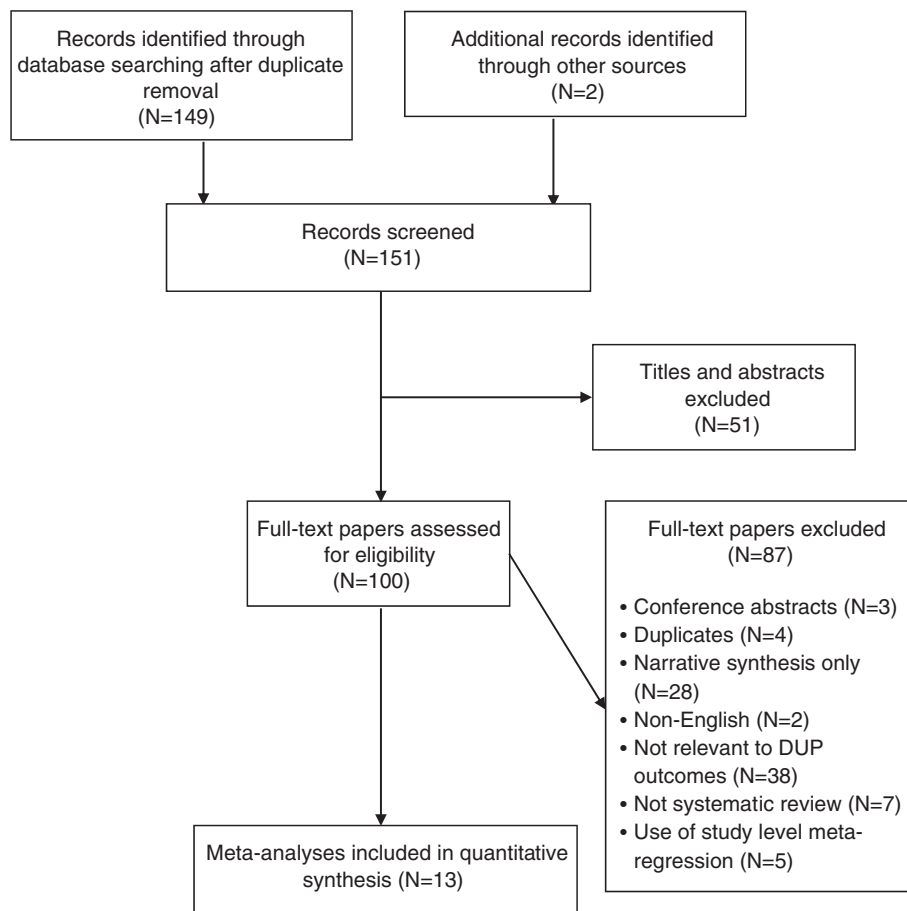 Records identified through
database searching after duplicate
removal
(N=149)
Additional records identified
through other sources
(N=2)
Records screened
(N=151)
Titles and abstracts
excluded
(N=51)
Full-text papers assessed
for eligibility
(N=100)
Full-text papers excluded
(N=87)
• Conference abstracts (N=3)
• Duplicates (N=4)
• Narrative synthesis only
(N=28)
• Non-English (N=2)
• Not relevant to DUP
outcomes (N=38)
• Not systematic review (N=7)
• Use of study level meta-
regression (N=5)
Meta-analyses included in quantitative
synthesis (N=13)